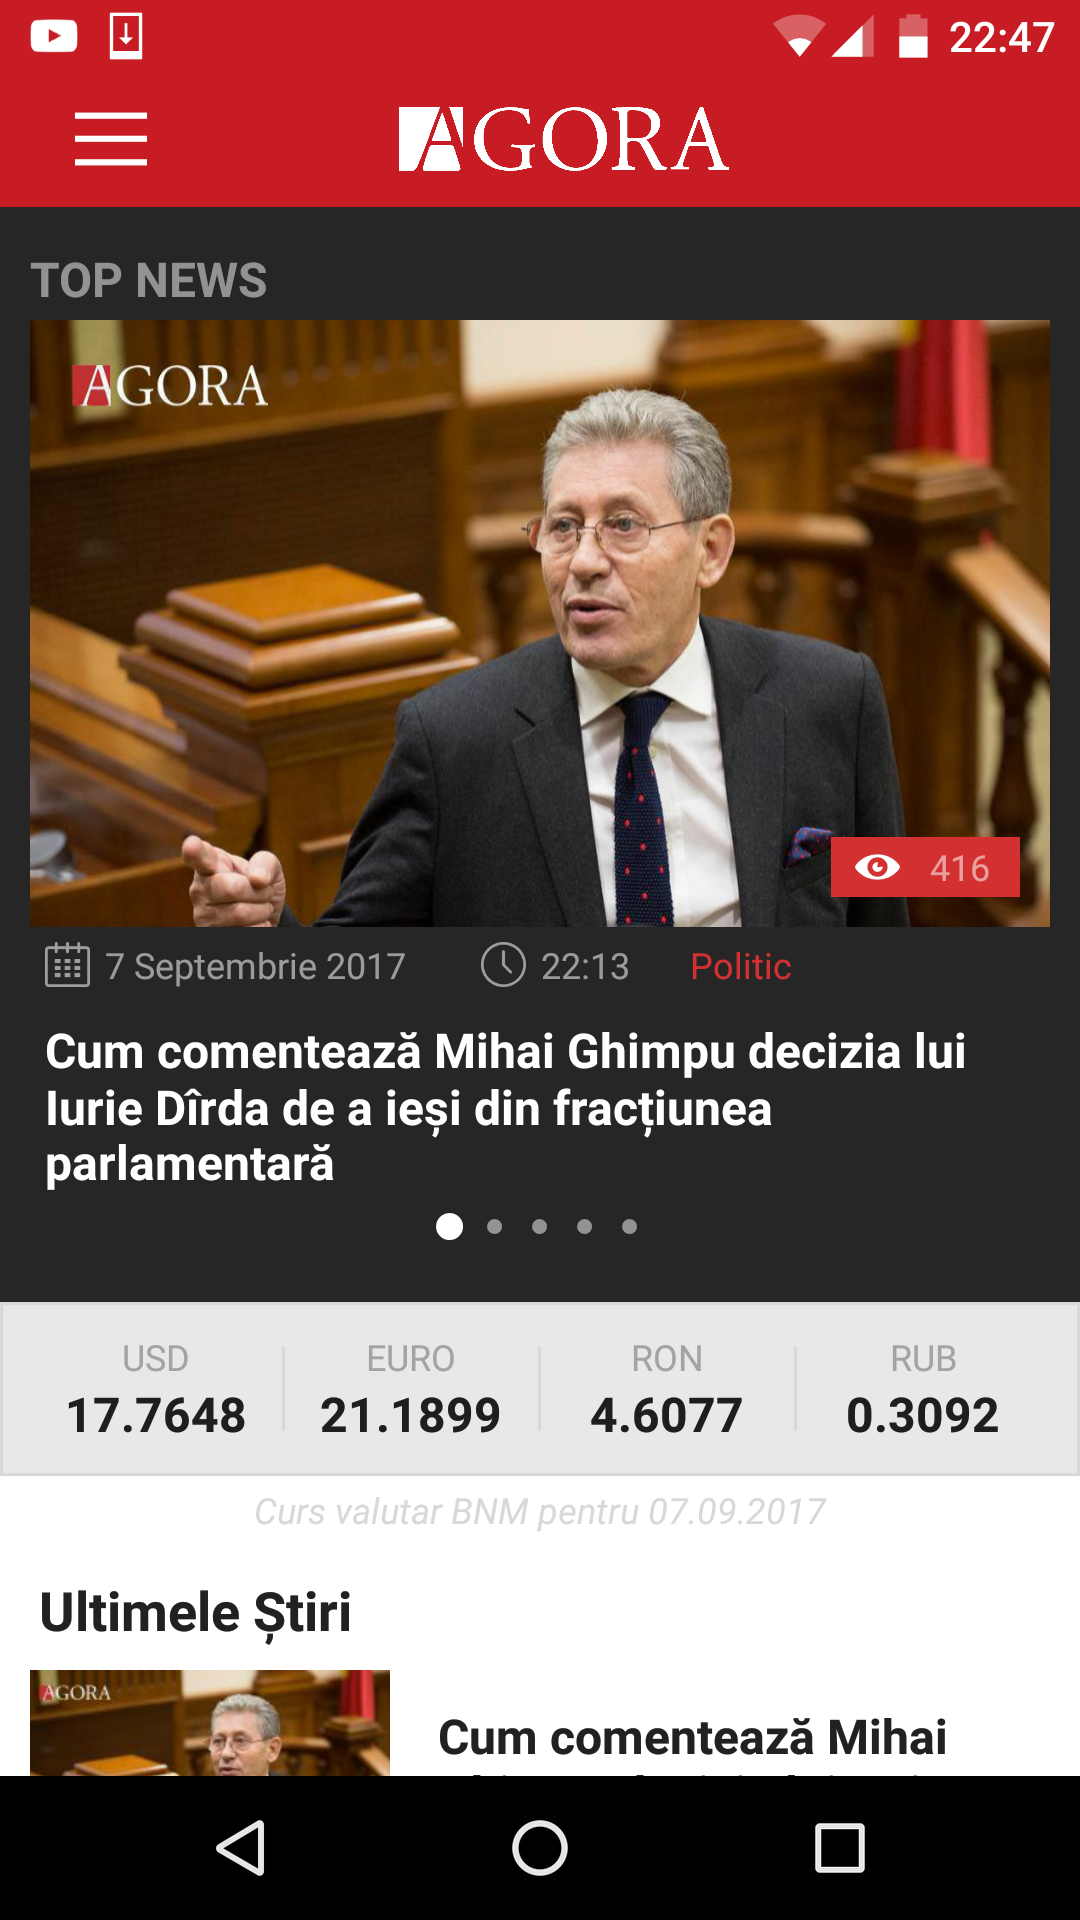 22:47
AGORA
TOP NEWS
AGORA
416
7 Septembrie 2017 22:13 Politic
Cum comentează Mihai Ghimpu decizia lui
Iurie Dîrda de a ieși din fracțiunea
parlamentară
USD EURO RON RUB
17.7648 21.1899 4.6077 0.3092
Curs valutar BNM pentru 07.09.2017
Ultimele Știri
AGORA
Cum comentează Mihai